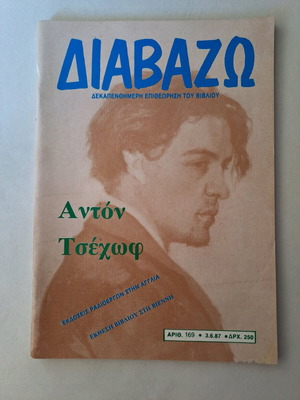 ΔΙΑΒΑΖΩ
ΔΕΚΑΠΕΝΘΗΜΕΡΗ ΕΠΙΘΕΩΡΗΣΗ ΤΟΥ ΒΙΒΛΙΟΥ
Αντόν
Τσέχωφ
ΕΚΔΟΣΕΙΣ ΡΑΔΙΟΕΡΓΩΝ ΣΤΗΝ ΑΓΓΛΙΑ
ΕΚΘΕΣΗ ΒΙΒΛΙΟΥ ΣΤΗ ΒΙΕΝΝΗ
ΑΡΙΘ. 169 • 3.6.87 • ΔΡΧ. 250